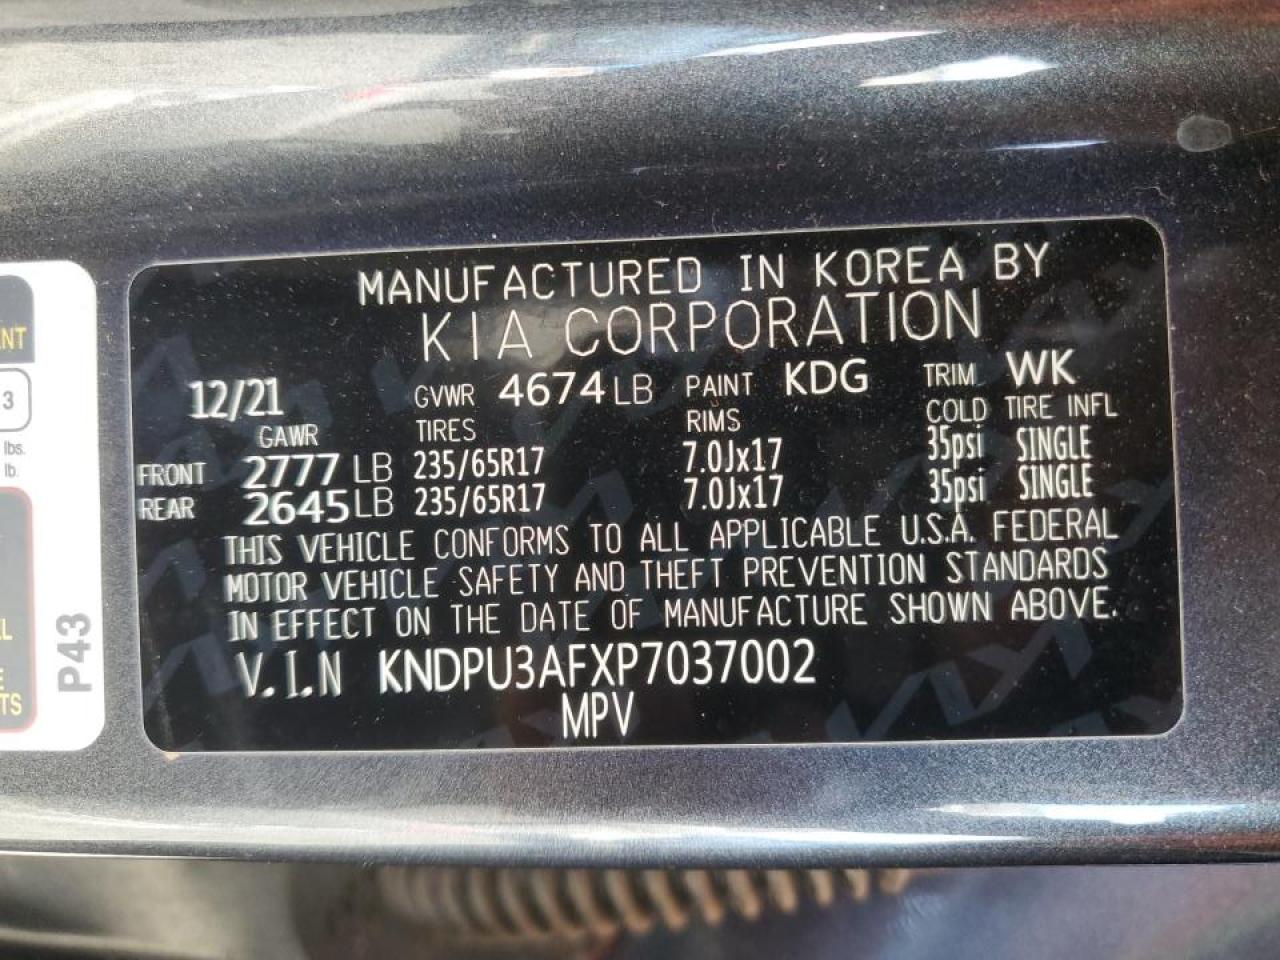 MANUFACTURED IN KOREA BY
KIA CORPORATION
12/21 GVWR 4674 LB PAINT KDG TRIM WK
GAWR TIRES RIMS COLD TIRE INFL
FRONT 2777 LB 235/65R17 7.0Jx17 35psi SINGLE
REAR 2645 LB 235/65R17 7.0Jx17 35psi SINGLE
THIS VEHICLE CONFORMS TO ALL APPLICABLE U.S.A. FEDERAL
MOTOR VEHICLE SAFETY AND THEFT PREVENTION STANDARDS
IN EFFECT ON THE DATE OF MANUFACTURE SHOWN ABOVE.
V.I.N KNDPU3AFXP7037002
MPV
3
lbs.
lb.
P43